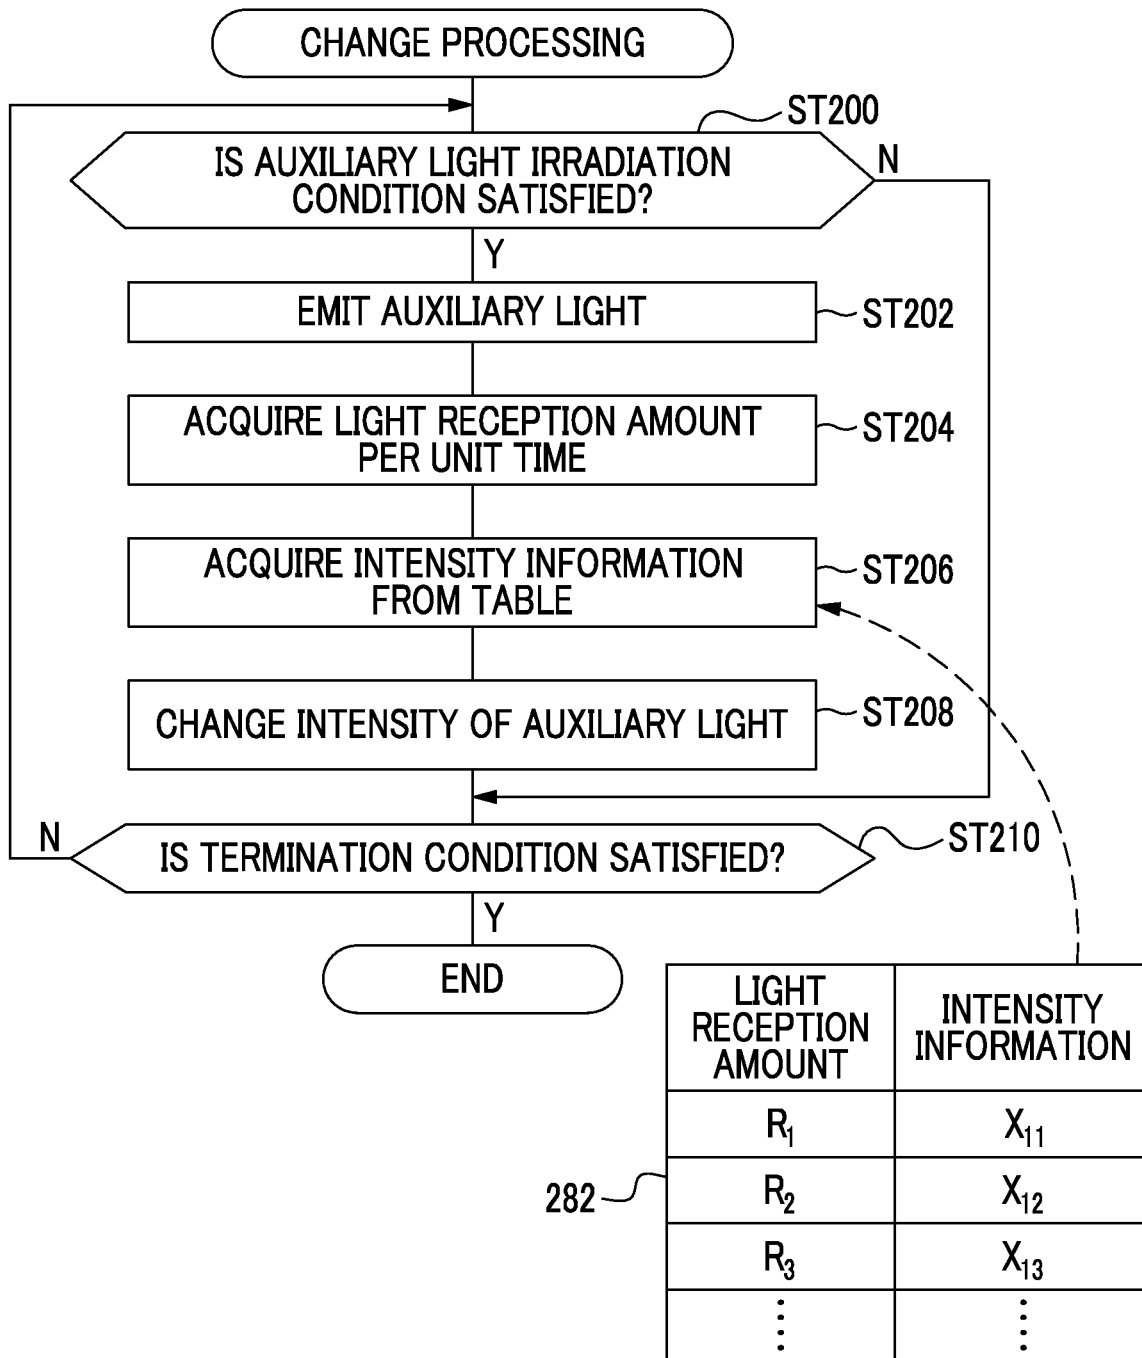 CHANGE PROCESSING
ST200
IS AUXILIARY LIGHT IRRADIATION
CONDITION SATISFIED?
N
Y
EMIT AUXILIARY LIGHT
ST202
ACQUIRE LIGHT RECEPTION AMOUNT
PER UNIT TIME
ST204
ACQUIRE INTENSITY INFORMATION
FROM TABLE
ST206
CHANGE INTENSITY OF AUXILIARY LIGHT
ST208
N
IS TERMINATION CONDITION SATISFIED?
ST210
Y
END
LIGHT
RECEPTION
AMOUNT
INTENSITY
INFORMATION
R₁
X₁₁
282
R₂
X₁₂
R₃
X₁₃